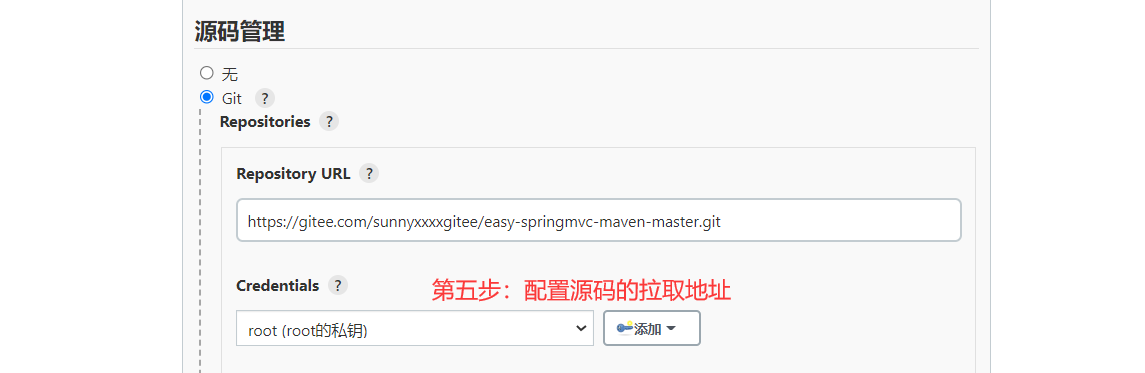 源码管理
无
Git ?
Repositories ?
Repository URL ?
https://gitee.com/sunnyxxxxgitee/easy-springmvc-maven-master.git
Credentials ?
第五步：配置源码的拉取地址
root (root的私钥)
添加